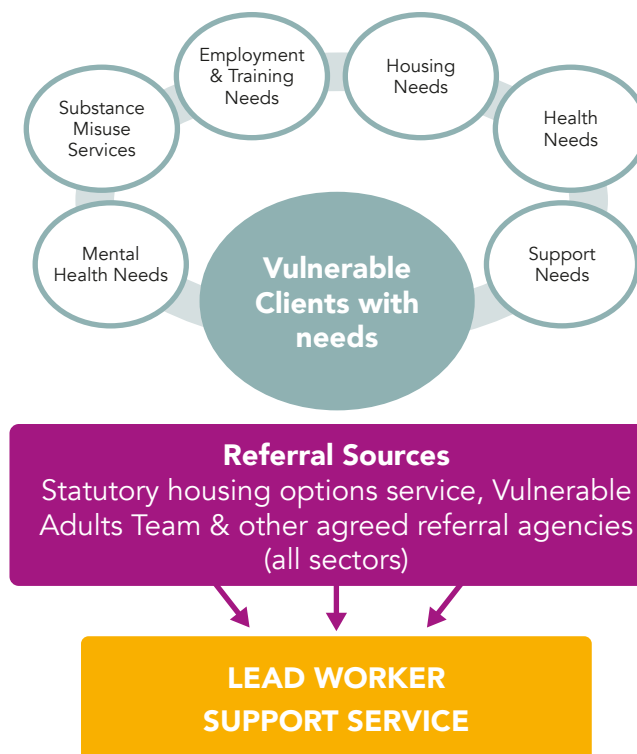 Employment
& Training
Needs
Housing
Needs
Substance
Misuse
Services
Health
Needs
Mental
Health Needs
Vulnerable
Clients with
needs
Support
Needs
Referral Sources
Statutory housing options service, Vulnerable
Adults Team & other agreed referral agencies
(all sectors)
LEAD WORKER
SUPPORT SERVICE